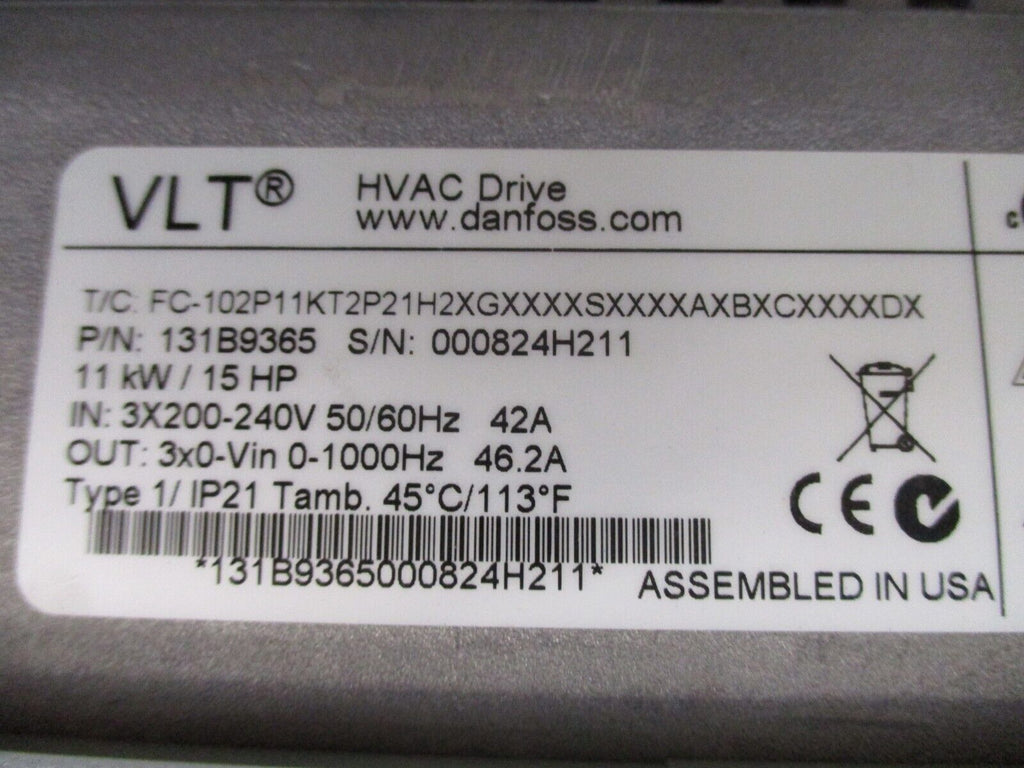 VLT® HVAC Drive
www.danfoss.com
T/C: FC-102P11KT2P21H2XGXXXXSXXXXAXBXCXXXXDX
P/N: 131B9365 S/N: 000824H211
11 kW / 15 HP
IN: 3X200-240V 50/60Hz 42A
OUT: 3x0-Vin 0-1000Hz 46.2A
Type 1/ IP21 Tamb. 45°C/113°F
*131B9365000824H211*
CE
ASSEMBLED IN USA